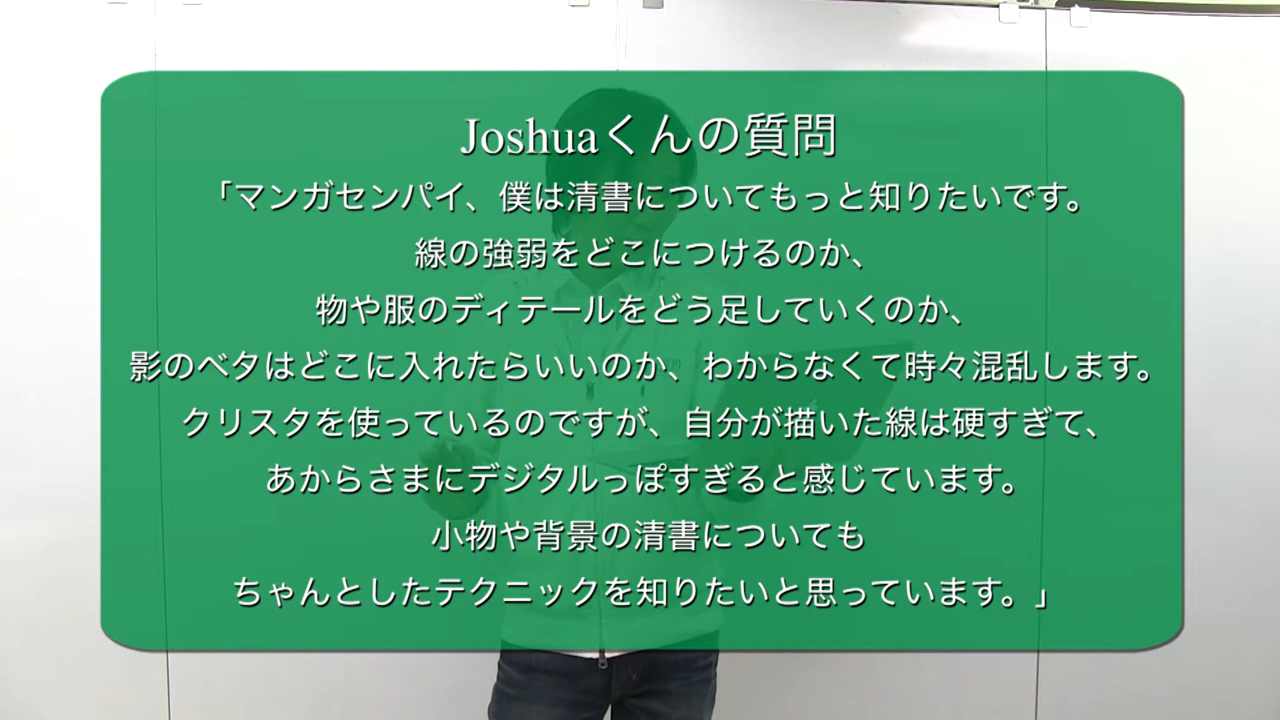 Joshuaくんの質問
「マンガセンパイ、僕は清書についてもっと知りたいです。
線の強弱をどこにつけるのか、
物や服のディテールをどう足していくのか、
影のベタはどこに入れたらいいのか、わからなくて時々混乱します。
クリスタを使っているのですが、自分が描いた線は硬すぎて、
あからさまにデジタルっぽすぎると感じています。
小物や背景の清書についても
ちゃんとしたテクニックを知りたいと思っています。」